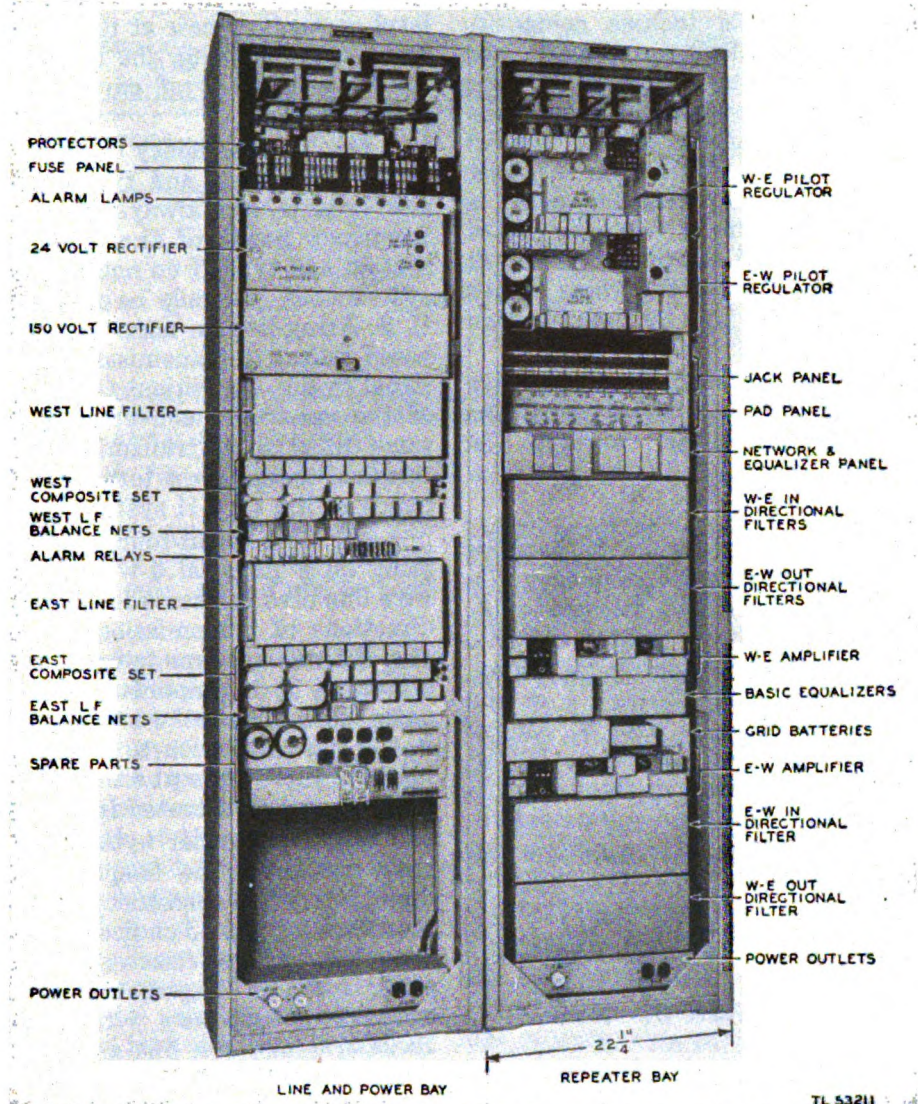 PROTECTORS
FUSE PANEL
ALARM LAMPS
24 VOLT RECTIFIER
150 VOLT RECTIFIER
WEST LINE FILTER
WEST
COMPOSITE SET
WEST L F
BALANCE NETS
ALARM RELAYS
EAST LINE FILTER
EAST
COMPOSITE SET
EAST L F
BALANCE NETS
SPARE PARTS
POWER OUTLETS
W-E PILOT
REGULATOR
E-W PILOT
REGULATOR
JACK PANEL
PAD PANEL
NETWORK &
EQUALIZER PANEL
W-E IN
DIRECTIONAL
FILTERS
E-W OUT
DIRECTIONAL
FILTERS
W-E AMPLIFIER
BASIC EQUALIZERS
GRID BATTERIES
E-W AMPLIFIER
E-W IN
DIRECTIONAL
FILTER
W-E OUT
DIRECTIONAL
FILTER
POWER OUTLETS
22 1/4"
LINE AND POWER BAY
REPEATER BAY
TL 53211